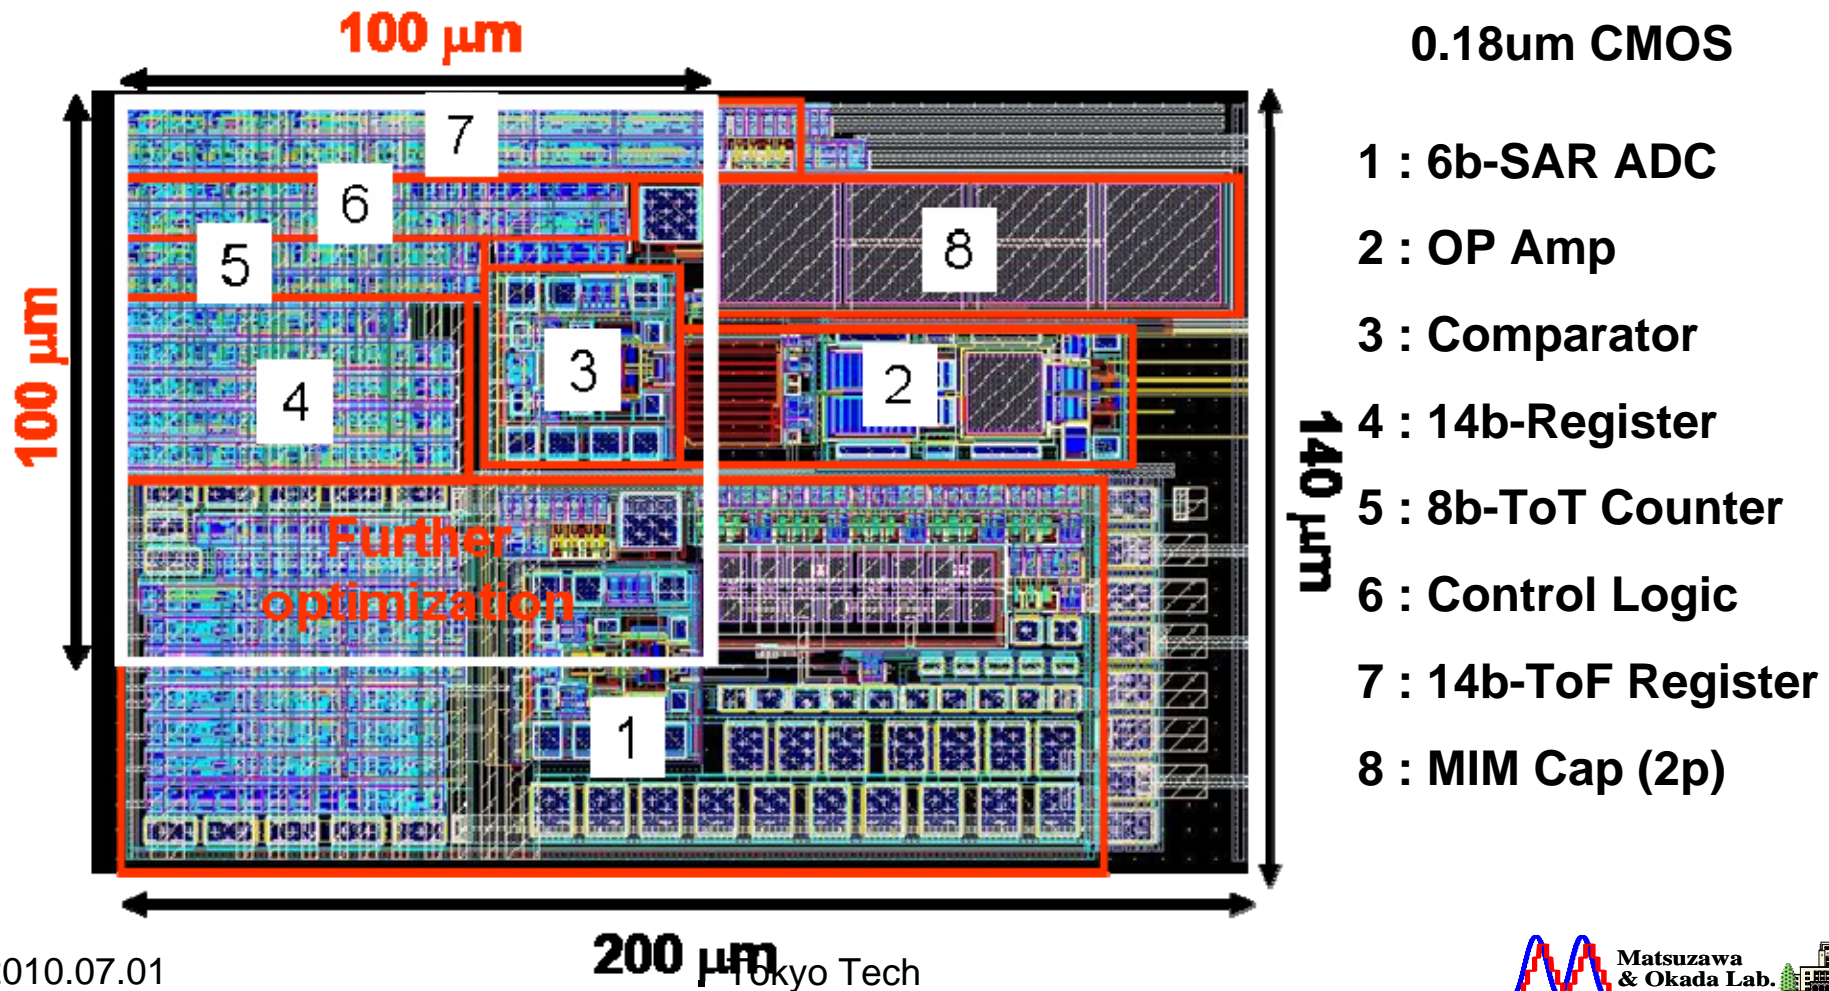 100 μm
0.18um CMOS
7
1 : 6b-SAR ADC
6
8
2 : OP Amp
5
3 : Comparator
3
2
4
100 μm
4 : 14b-Register
140 μm
5 : 8b-ToT Counter
Further
optimization
6 : Control Logic
7 : 14b-ToF Register
1
8 : MIM Cap (2p)
200 μm
2010.07.01
Tokyo Tech
Matsuzawa
& Okada Lab.